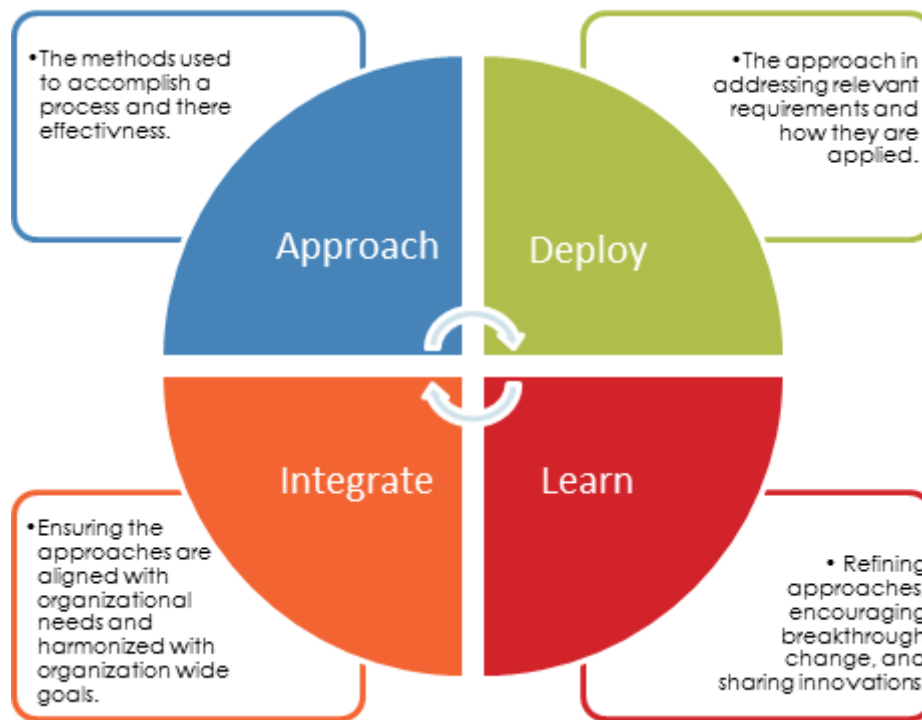 •The methods used
to accomplish a
process and there
effectivness.
•The approach in
addressing relevant
requirements and
how they are
applied.
Approach
Deploy
Integrate
Learn
•Ensuring the
approaches are
aligned with
organizational
needs and
harmonized with
organization wide
goals.
• Refining
approaches,
encouraging
breakthrough
change, and
sharing innovations